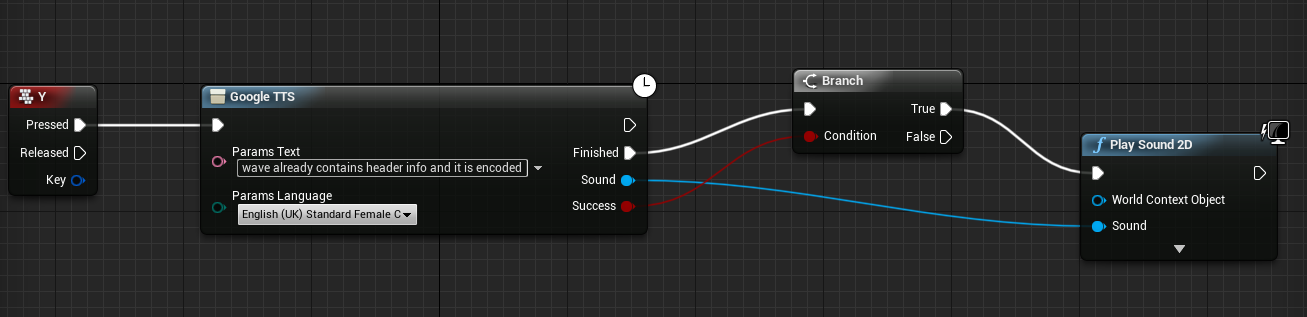 Y
Pressed
Released
Key
Google TTS
Params Text
wave already contains header info and it is encoded
Params Language
English (UK) Standard Female C
Finished
Sound
Success
Branch
True
Condition
False
Play Sound 2D
World Context Object
Sound